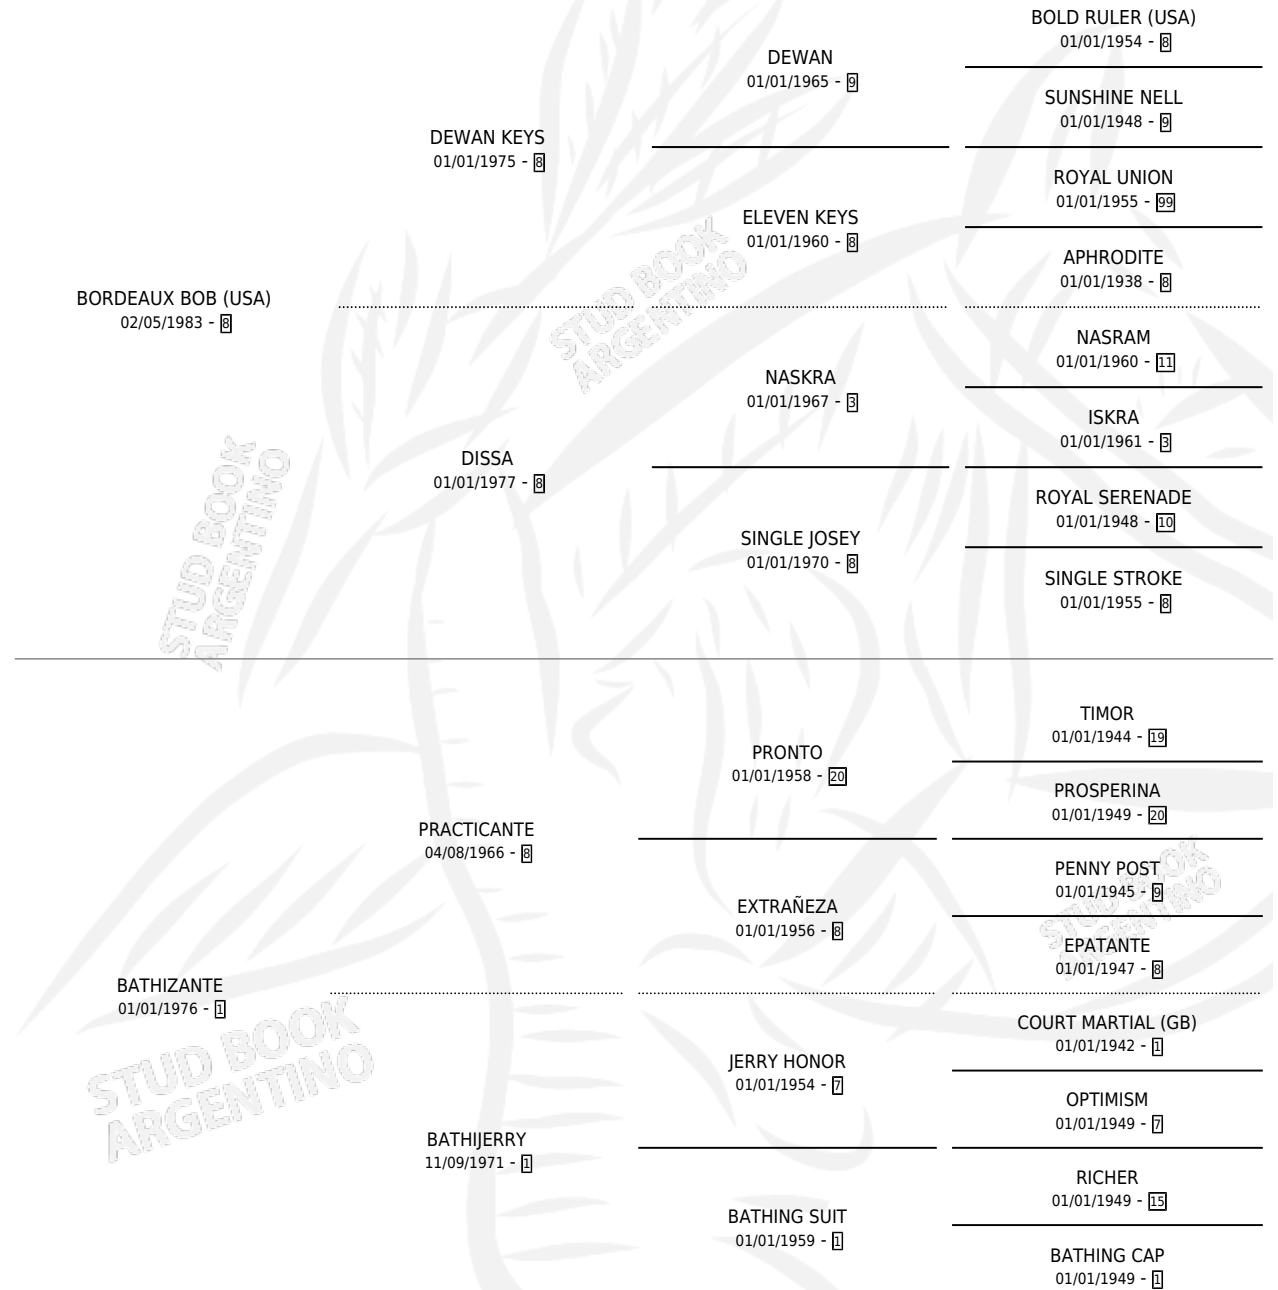 BOLD RULER (USA)
01/01/1954 - 8
DEWAN
01/01/1965 - 9
SUNSHINE NELL
01/01/1948 - 9
DEWAN KEYS
01/01/1975 - 8
ROYAL UNION
01/01/1955 - 99
ELEVEN KEYS
01/01/1960 - 8
APHRODITE
01/01/1938 - 8
BORDEAUX BOB (USA)
02/05/1983 - 8
STUD BOOK
ARGENTINO
NASRAM
01/01/1960 - 11
NASKRA
01/01/1967 - 3
ISKRA
01/01/1961 - 3
DISSA
01/01/1977 - 8
ROYAL SERENADE
01/01/1948 - 10
SINGLE JOSEY
01/01/1970 - 8
SINGLE STROKE
01/01/1955 - 8
STUD BOOK
ARGENTINO
TIMOR
01/01/1944 - 19
PRONTO
01/01/1958 - 20
PROSPERINA
01/01/1949 - 20
PRACTICANTE
04/08/1966 - 8
PENNY POST
01/01/1945 - 9
EXTRAÑEZA
01/01/1956 - 8
EPATANTE
01/01/1947 - 8
STUD BOOK
ARGENTINO
BATHIZANTE
01/01/1976 - 1
COURT MARTIAL (GB)
01/01/1942 - 1
JERRY HONOR
01/01/1954 - 7
OPTIMISM
01/01/1949 - 7
STUD BOOK
ARGENTINO
BATHIJERRY
11/09/1971 - 1
RICHER
01/01/1949 - 15
BATHING SUIT
01/01/1959 - 1
BATHING CAP
01/01/1949 - 1